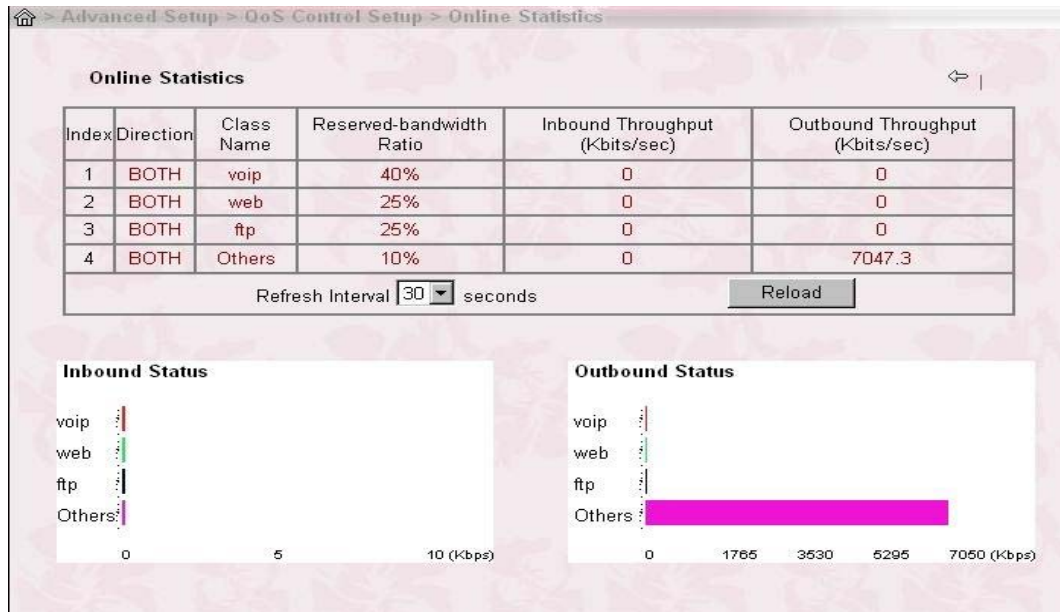 > Advanced Setup > QoS Control Setup > Online Statistics
Online Statistics
Index Direction Class Name Reserved-bandwidth Ratio Inbound Throughput (Kbits/sec) Outbound Throughput (Kbits/sec)
1 BOTH voip 40% 0 0
2 BOTH web 25% 0 0
3 BOTH ftp 25% 0 0
4 BOTH Others 10% 0 7047.3
Refresh Interval 30 seconds Reload
Inbound Status
voip
web
ftp
Others
0 5 10 (Kbps)
Outbound Status
voip
web
ftp
Others
0 1765 3530 5295 7050 (Kbps)